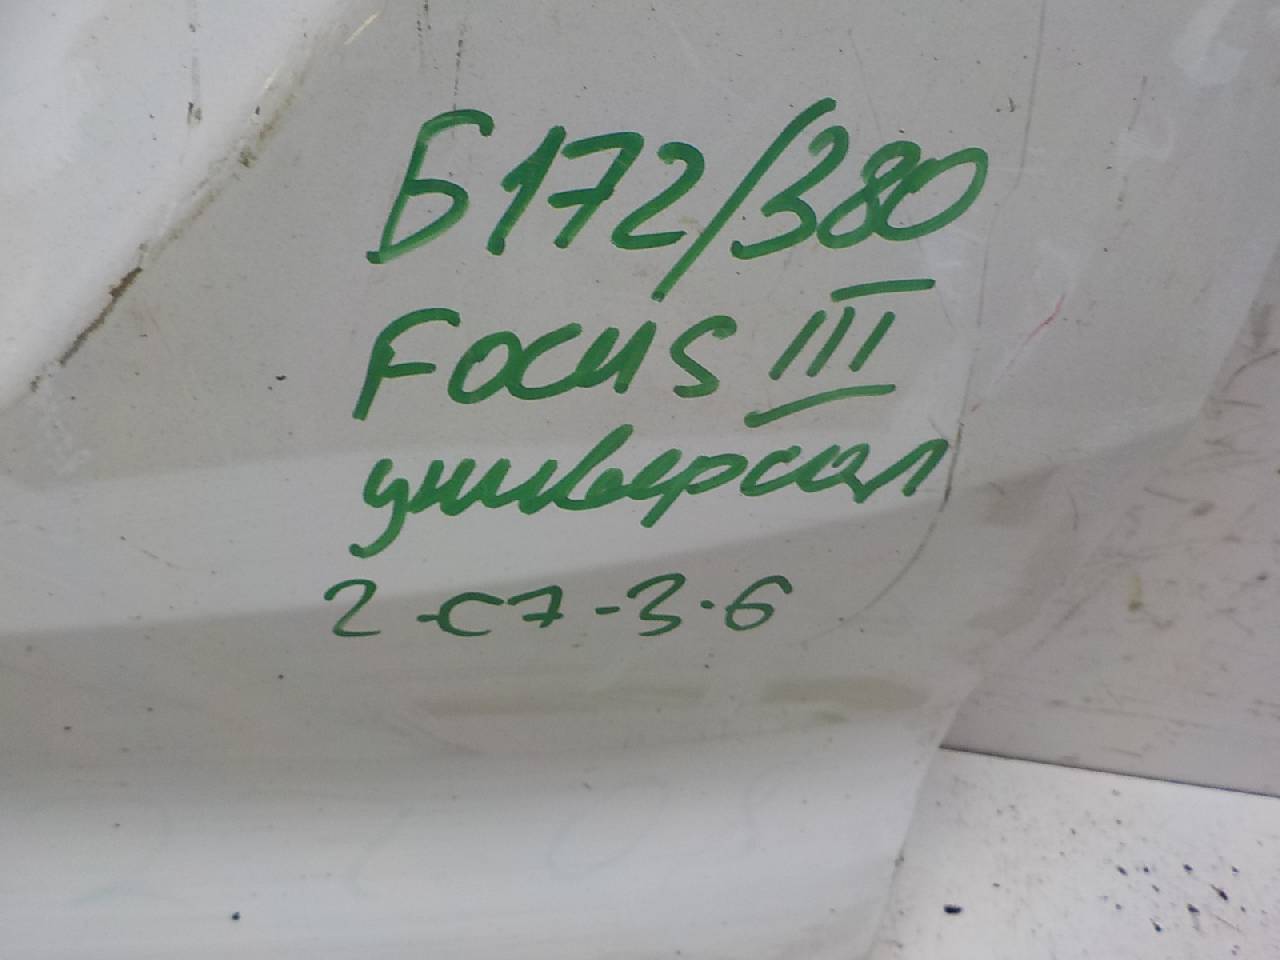 Б172/380
FOCUS III
универсал
2-С7-3-6